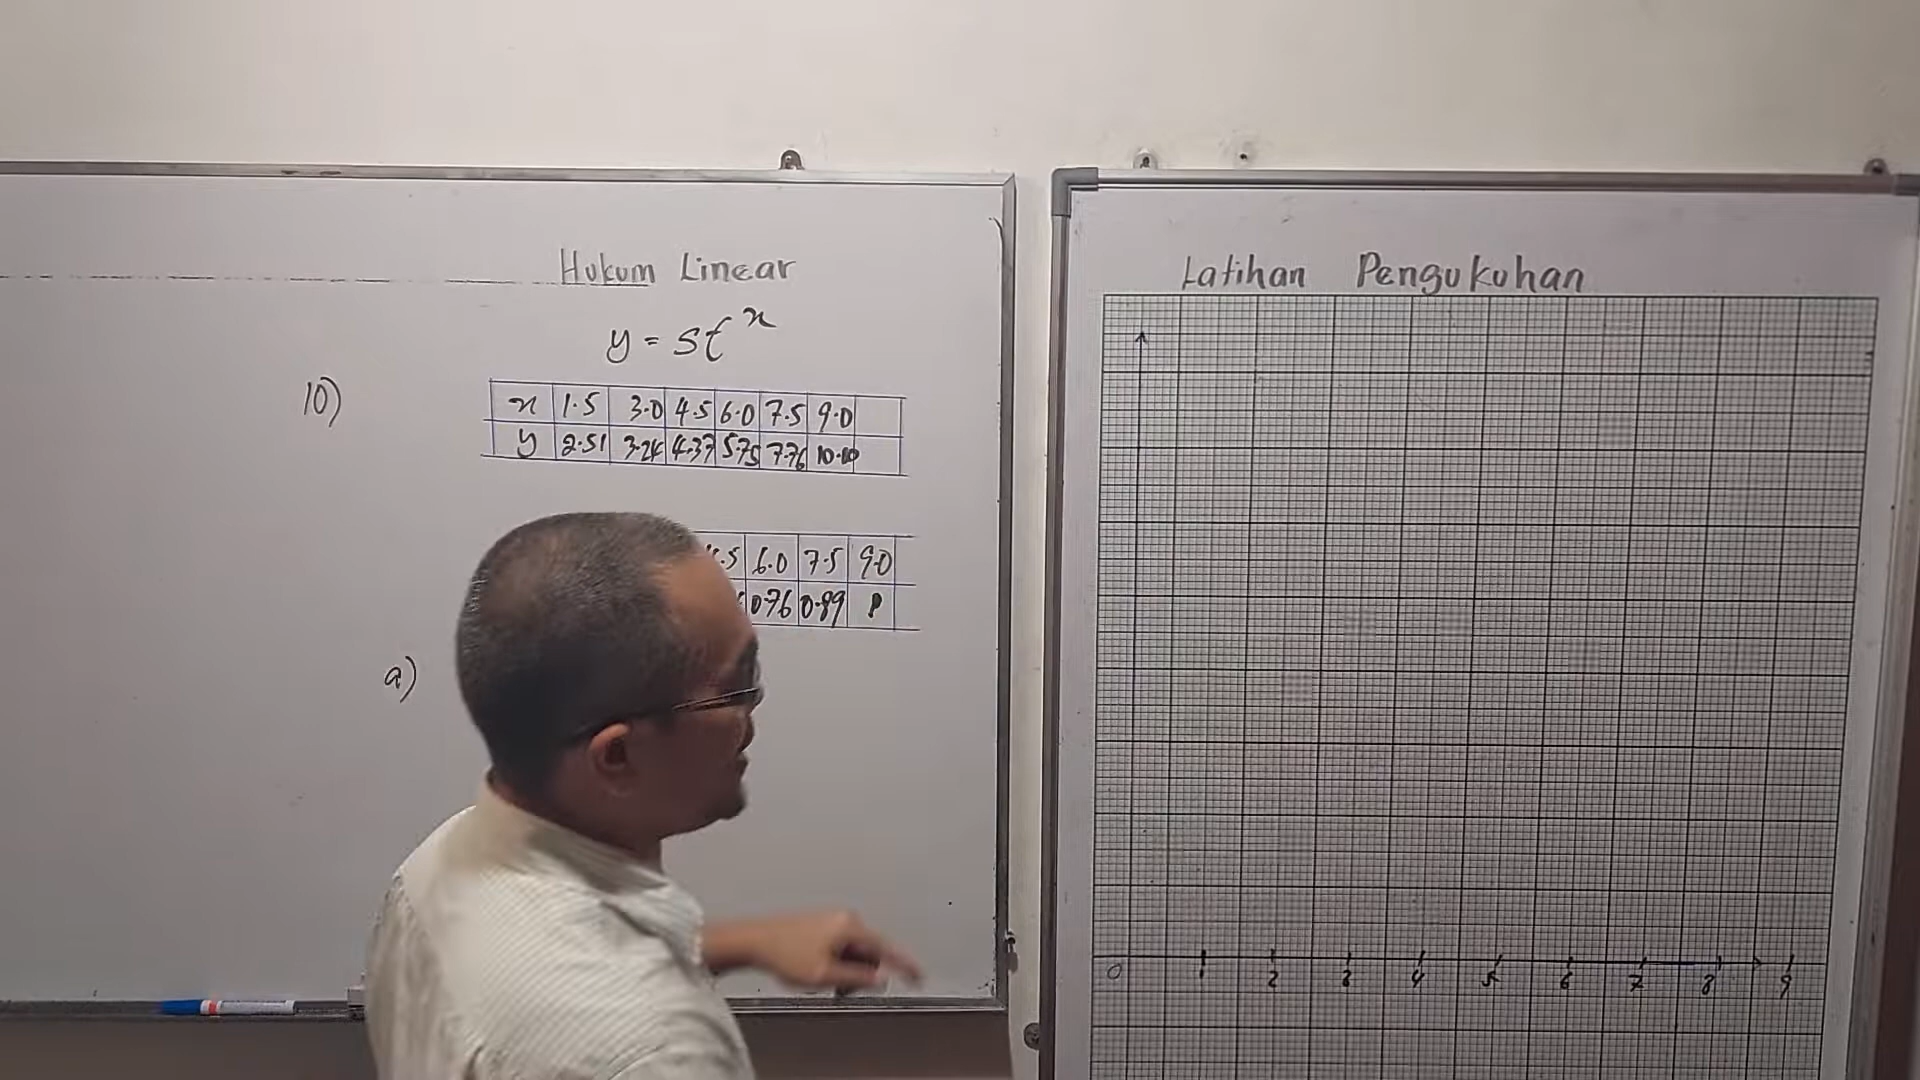 Hukum Linear
y = st^x
10)
x 1.5 3.0 4.5 6.0 7.5 9.0
y 2.51 3.24 4.37 5.75 7.76 10.10
6.0 7.5 9.0
0.76 0.89
a)
Latihan Pengukuhan
0 1 2 3 4 5 6 7 8 9